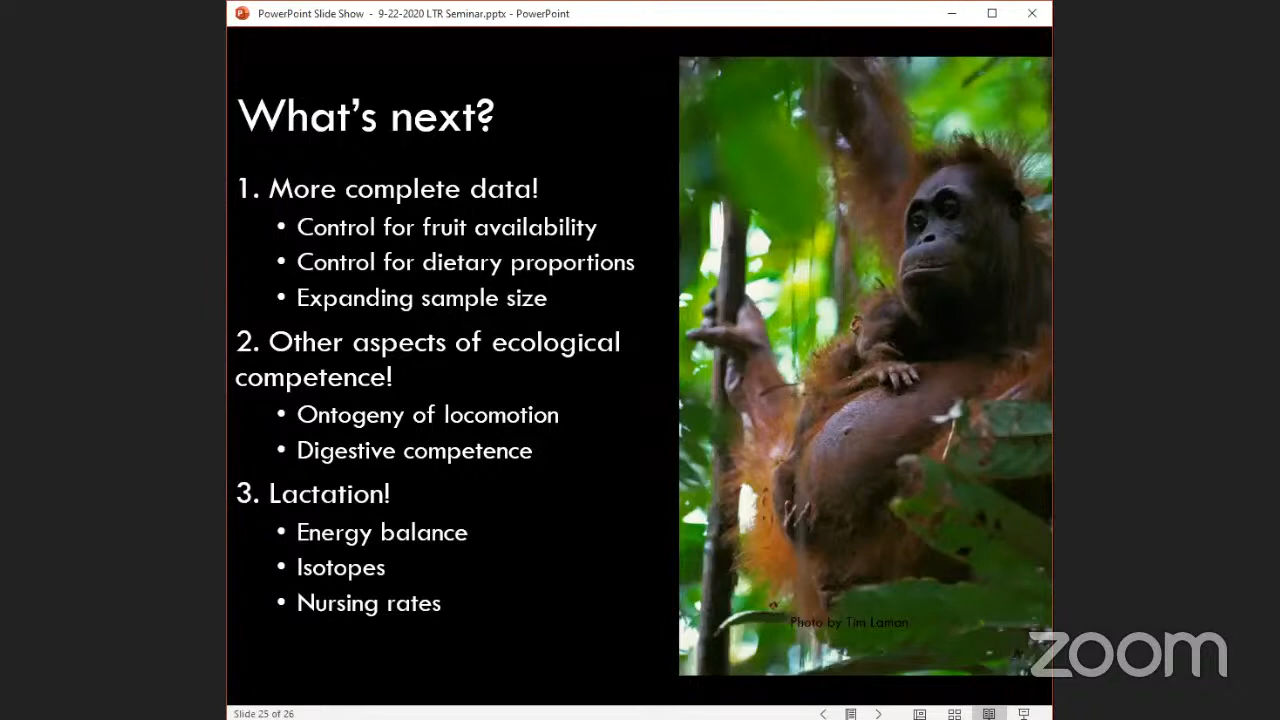 PowerPoint Slide Show - 9-22-2020 LTR Seminar.pptx - PowerPoint
What's next?
1. More complete data!
• Control for fruit availability
• Control for dietary proportions
• Expanding sample size
2. Other aspects of ecological
competence!
• Ontogeny of locomotion
• Digestive competence
3. Lactation!
• Energy balance
• Isotopes
• Nursing rates
Photo by Tim Laman
zoom
Slide 25 of 26